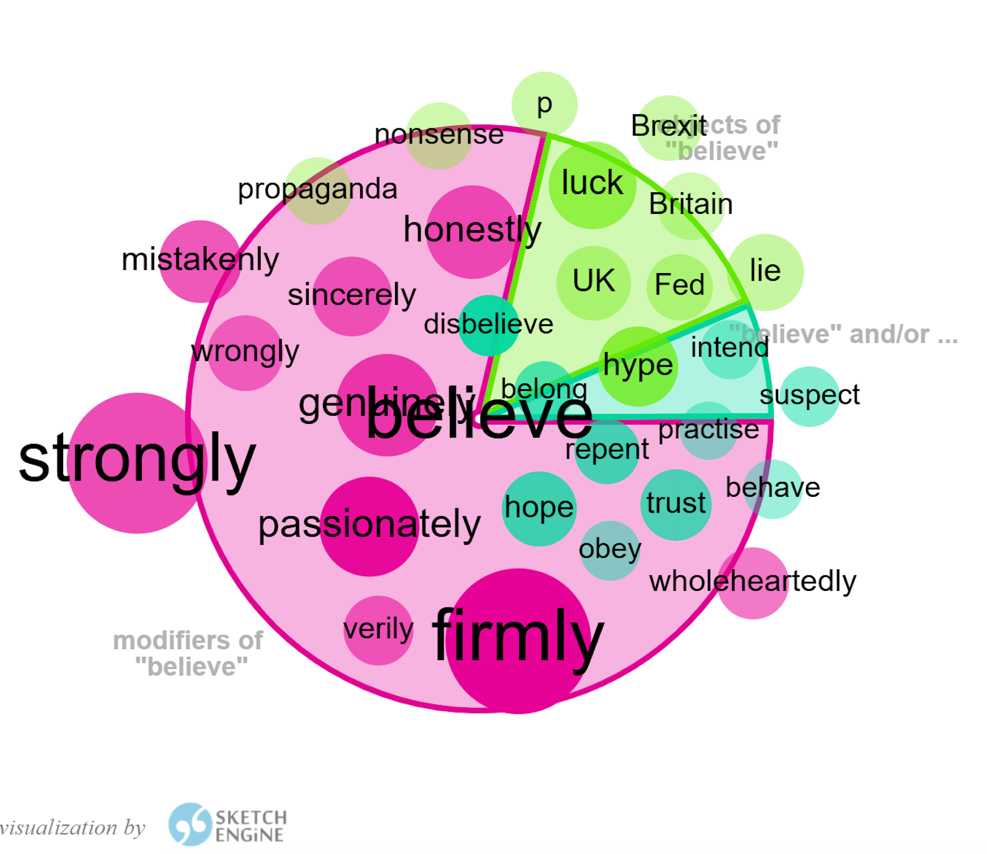 p
Brexit
objects of
"believe"
nonsense
luck
propaganda
Britain
honestly
mistakenly
lie
UK
Fed
sincerely
disbelieve
"believe" and/or ...
intend
wrongly
hype
belong
suspect
genuinely
believe
practise
repent
strongly
behave
hope
trust
passionately
obey
wholeheartedly
verily
firmly
modifiers of
"believe"
visualization by
SKETCH
ENGiNE